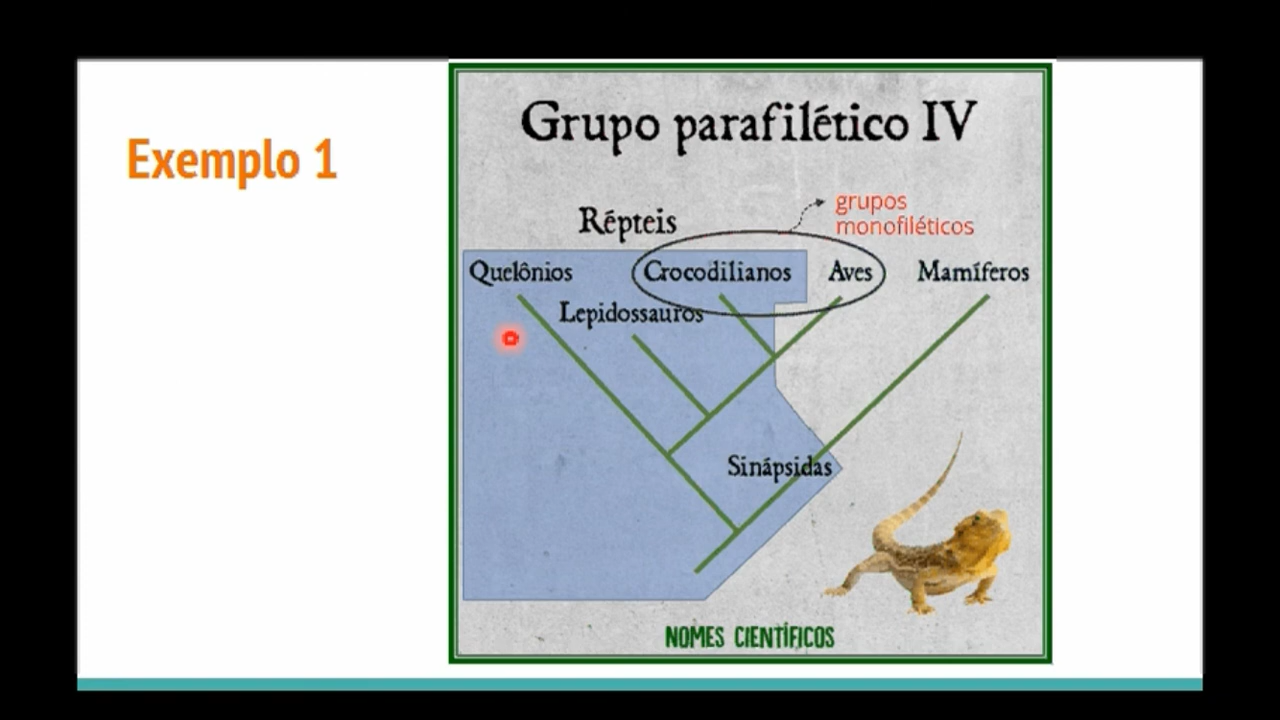 Exemplo 1
Grupo parafilético IV
grupos
monofiléticos
Répteis
Quelônios Crocodilianos Aves Mamíferos
Lepidossauros
Sinápsidas
NOMES CIENTÍFICOS